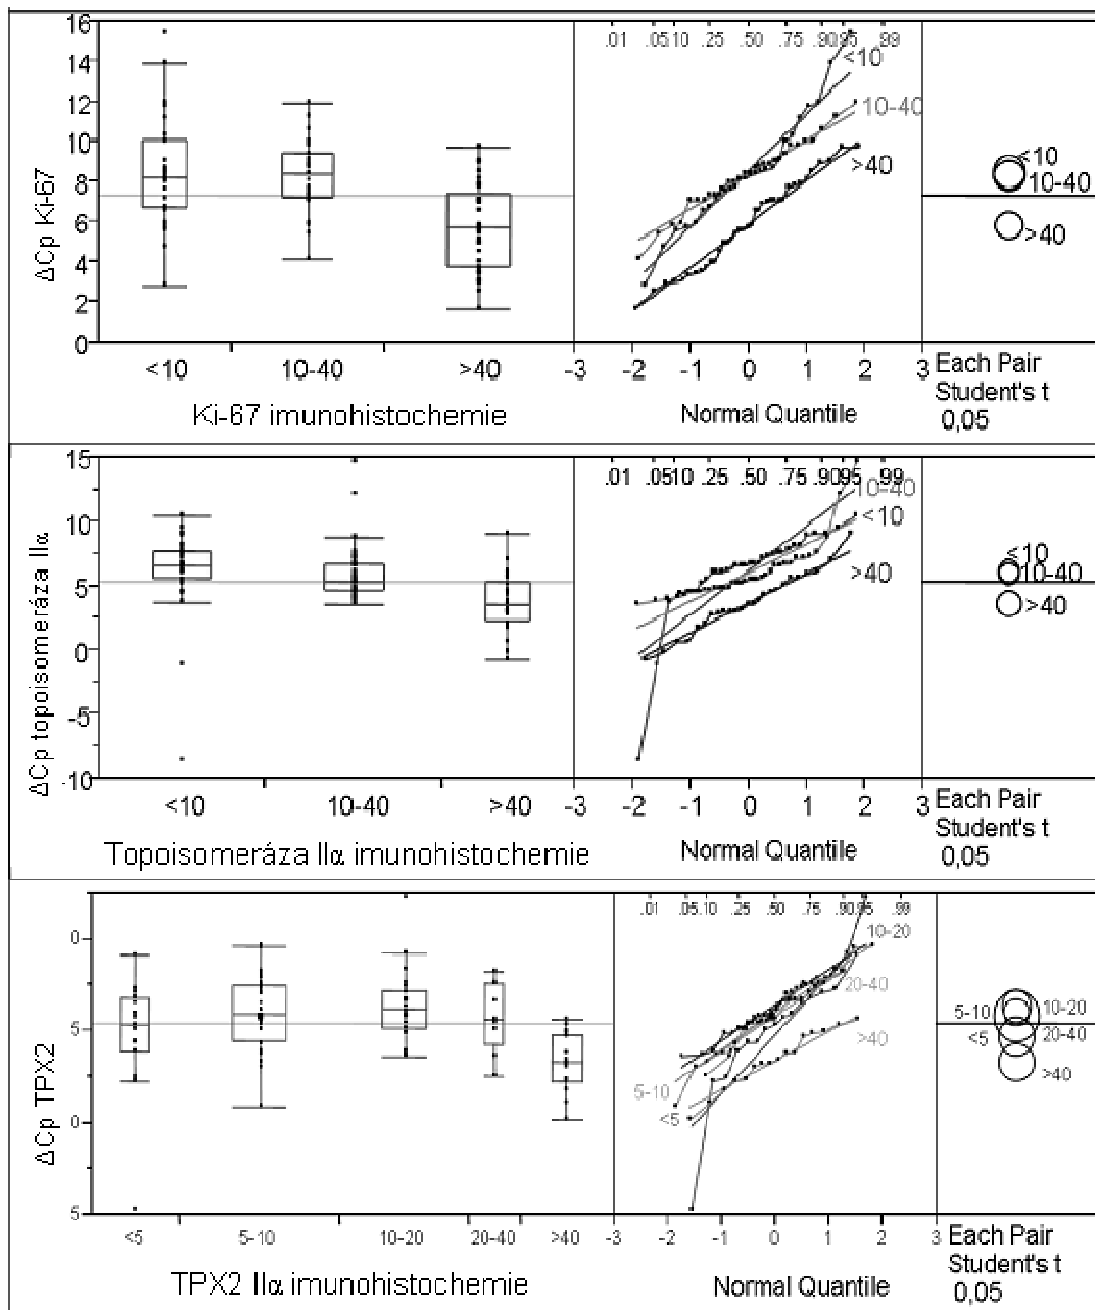 16
14
12
10
8
6
4
2
0
ΔCp Ki-67
<10 10-40 >40
Ki-67 imunohistochemie
.01 .05 .10 .25 .50 .75 .90 .95 .99
<10
10-40
>40
-3 -2 -1 0 1 2 3
Normal Quantile
<10
10-40
>40
Each Pair
Student's t
0,05
15
10
5
0
-5
-10
ΔCp topoisomeráza IIα
<10 10-40 >40
Topoisomeráza IIα imunohistochemie
.01 .05 .10 .25 .50 .75 .90 .95 .99
10-40
<10
>40
-3 -2 -1 0 1 2 3
Normal Quantile
<10
10-40
>40
Each Pair
Student's t
0,05
0
5
0
5
ΔCp TPX2
<5 5-10 10-20 20-40 >40
TPX2 IIα imunohistochemie
.01 .05 .10 .25 .50 .75 .90 .95 .99
10-20
20-40
>40
5-10
<5
-3 -2 -1 0 1 2 3
Normal Quantile
5-10 10-20
<5 20-40
>40
Each Pair
Student's t
0,05